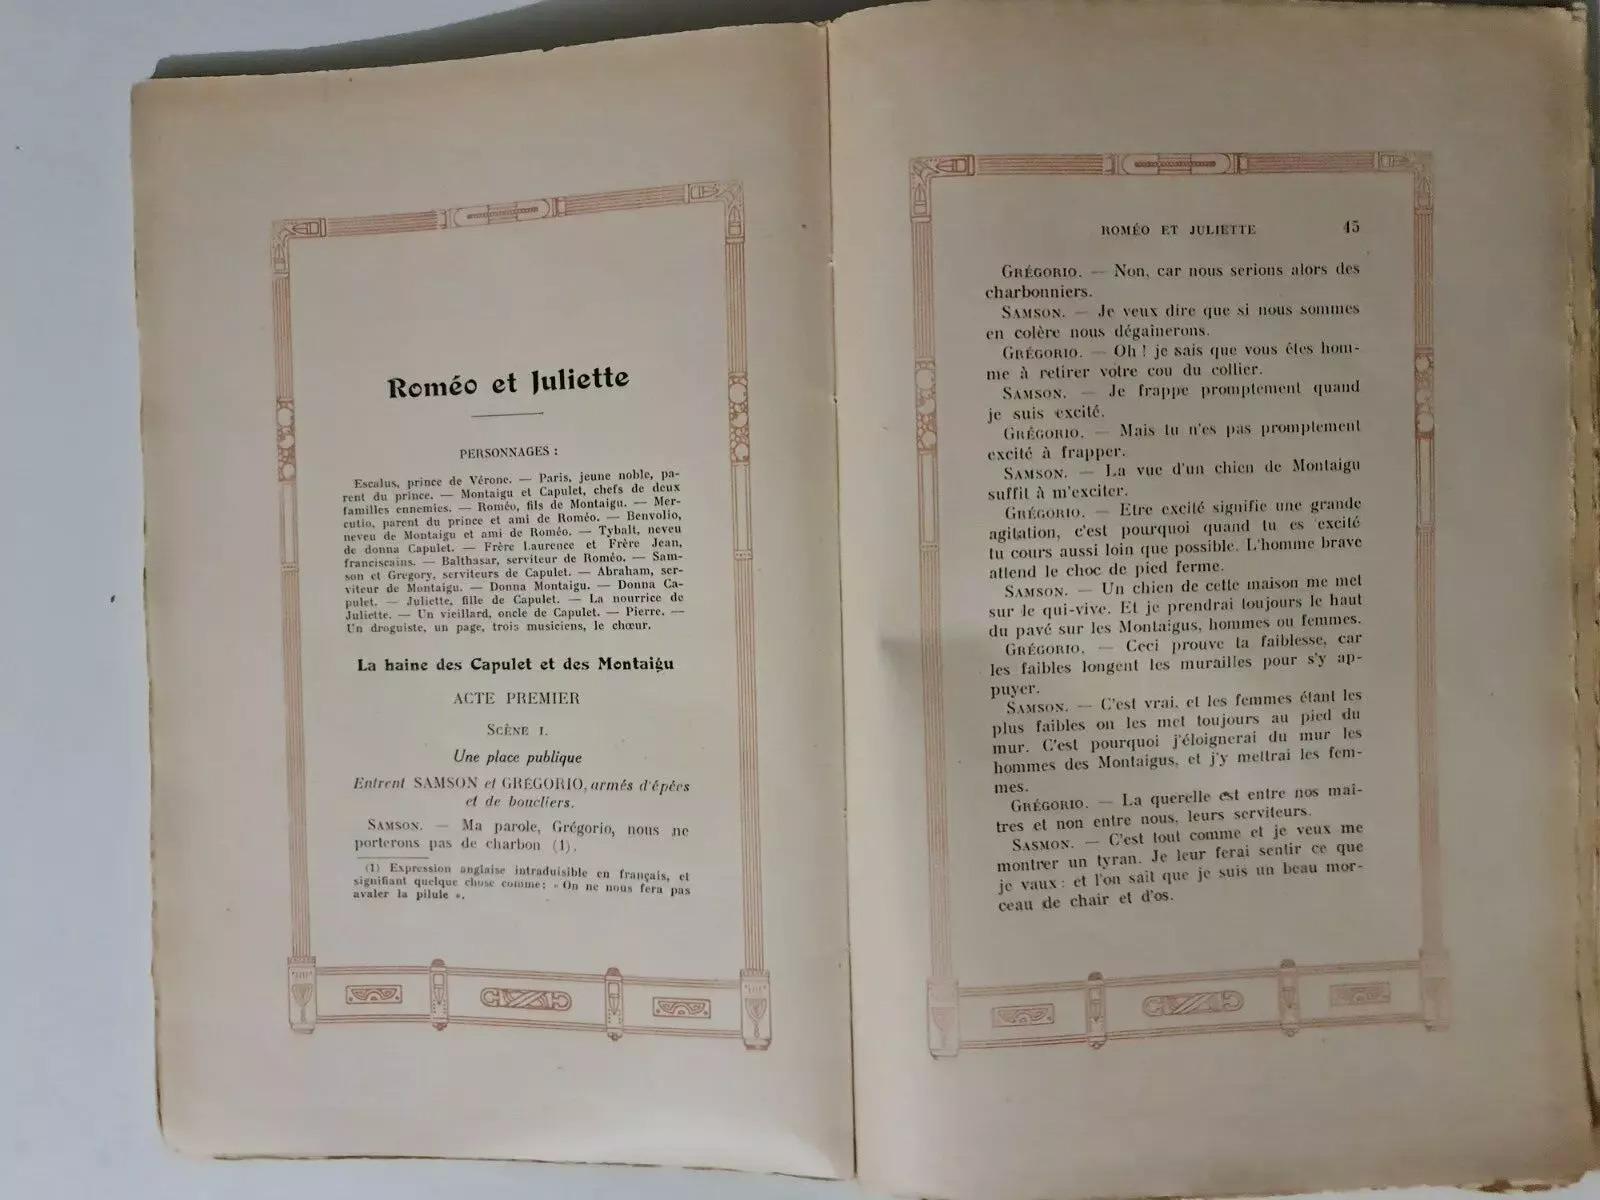 Roméo et Juliette
PERSONNAGES :
Escalus, prince de Vérone. — Paris, jeune noble, pa-
rent du prince. — Montaigu et Capulet, chefs de deux
familles ennemies. — Roméo, fils de Montaigu. — Mer-
cutio, parent du prince et ami de Roméo. — Benvolio,
neveu de Montaigu et ami de Roméo. — Tybalt, neveu
de donna Capulet. — Frère Laurence et Frère Jean,
franciscains. — Balthasar, serviteur de Roméo. — Sam-
son et Gregory, serviteurs de Capulet. — Abraham, ser-
viteur de Montaigu. — Donna Montaigu. — Donna Ca-
pulet. — Juliette, fille de Capulet. — La nourrice de
Juliette. — Un vieillard, oncle de Capulet. — Pierre. —
Un droguiste, un page, trois musiciens, le chœur.
La haine des Capulet et des Montaigu
ACTE PREMIER
SCÈNE I.
Une place publique
Entrent SAMSON et GRÉGORIO, armés d'épées
et de boucliers.
SAMSON. — Ma parole, Grégorio, nous ne
porterons pas de charbon (1).
(1) Expression anglaise intraduisible en français, et
signifiant quelque chose comme : « On ne nous fera pas
avaler la pilule ».
ROMÉO ET JULIETTE 45
GRÉGORIO. — Non, car nous serions alors des
charbonniers.
SAMSON. — Je veux dire que si nous sommes
en colère nous dégaînerons.
GRÉGORIO. — Oh ! je sais que vous êtes hom-
me à retirer votre cou du collier.
SAMSON. — Je frappe promptement quand
je suis excité.
GRÉGORIO. — Mais tu n'es pas promptement
excité à frapper.
SAMSON. — La vue d'un chien de Montaigu
suffit à m'exciter.
GRÉGORIO. — Etre excité signifie une grande
agitation, c'est pourquoi quand tu es excité
tu cours aussi loin que possible. L'homme brave
attend le choc de pied ferme.
SAMSON. — Un chien de cette maison me met
sur le qui-vive. Et je prendrai toujours le haut
du pavé sur les Montaigus, hommes ou femmes.
GRÉGORIO. — Ceci prouve ta faiblesse, car
les faibles longent les murailles pour s'y ap-
puyer.
SAMSON. — C'est vrai, et les femmes étant les
plus faibles on les met toujours au pied du
mur. C'est pourquoi j'éloignerai du mur les
hommes des Montaigus, et j'y mettrai les fem-
mes.
GRÉGORIO. — La querelle est entre nos maî-
tres et non entre nous, leurs serviteurs.
SASMON. — C'est tout comme et je veux me
montrer un tyran. Je leur ferai sentir ce que
je vaux : et l'on sait que je suis un beau mor-
ceau de chair et d'os.